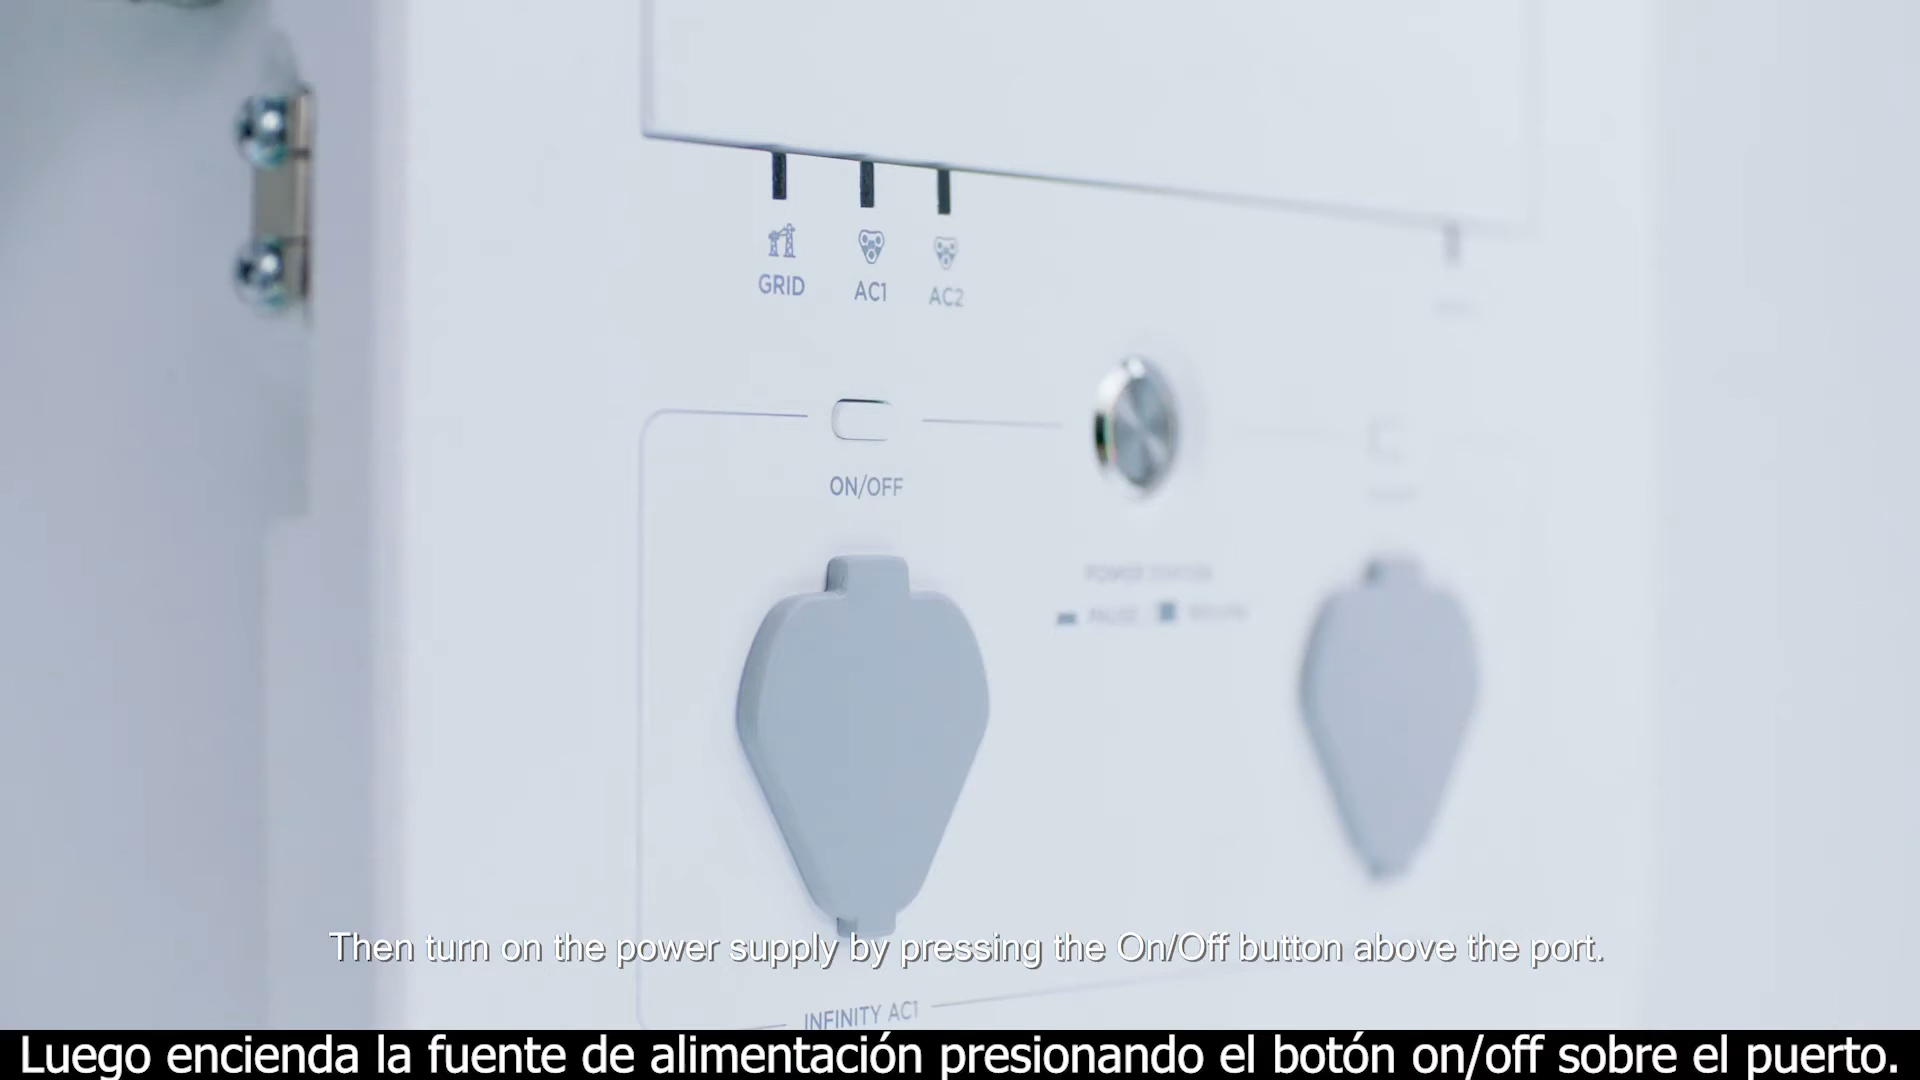 GRID
AC1
AC2
ON/OFF
PAUSE
Then turn on the power supply by pressing the On/Off button above the port.
INFINITY AC1
Luego encienda la fuente de alimentación presionando el botón on/off sobre el puerto.